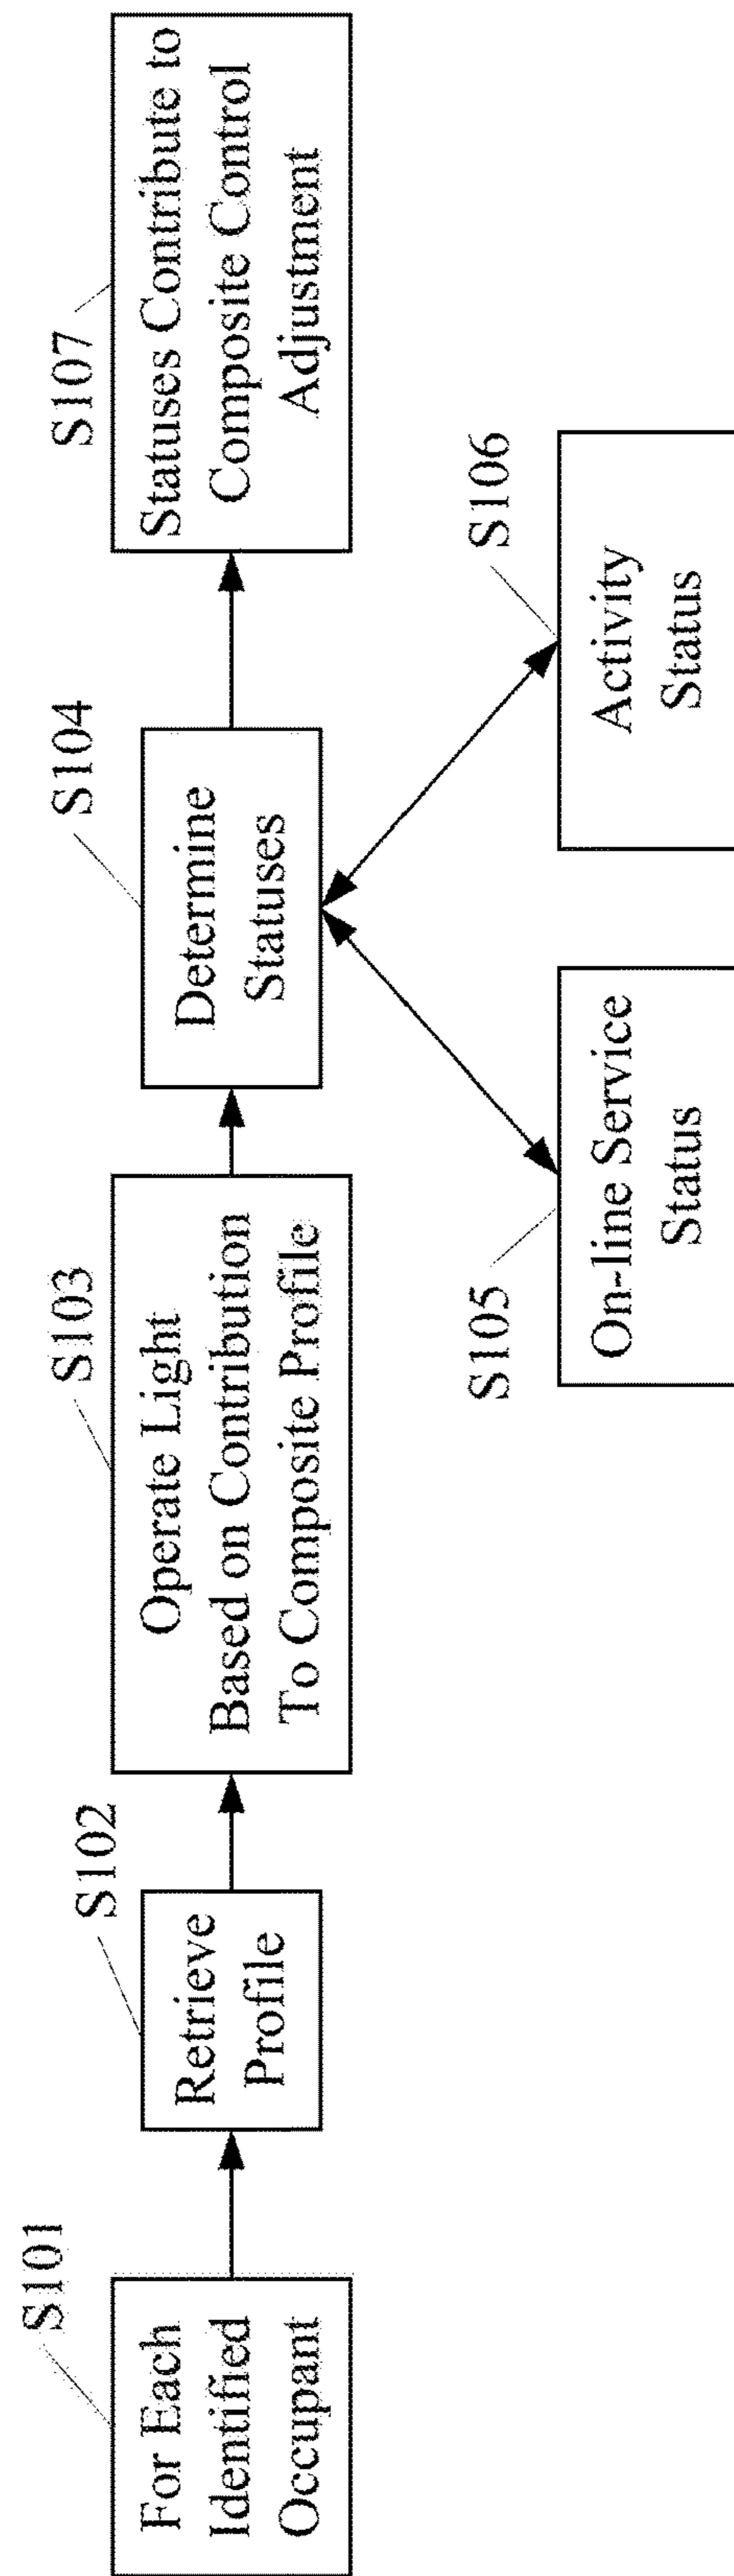 S101
For Each
Identified
Occupant
S102
Retrieve
Profile
S103
Operate Light
Based on Contribution
To Composite Profile
S104
Determine
Statuses
S105
On-line Service
Status
S106
Activity
Status
S107
Statuses Contribute to
Composite Control
Adjustment